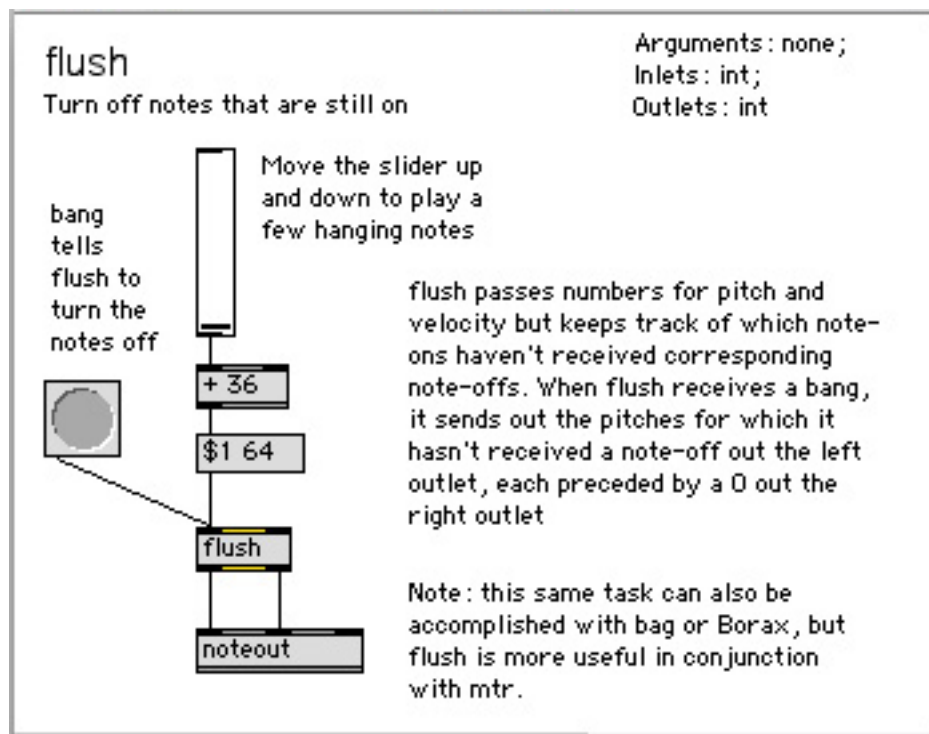 flush
Turn off notes that are still on
Arguments: none;
Inlets: int;
Outlets: int
Move the slider up
and down to play a
few hanging notes
bang
tells
flush to
turn the
notes off
+ 36
$1 64
flush
noteout
flush passes numbers for pitch and
velocity but keeps track of which note-
ons haven't received corresponding
note-offs. When flush receives a bang,
it sends out the pitches for which it
hasn't received a note-off out the left
outlet, each preceded by a 0 out the
right outlet
Note: this same task can also be
accomplished with bag or Borax, but
flush is more useful in conjunction
with mtr.